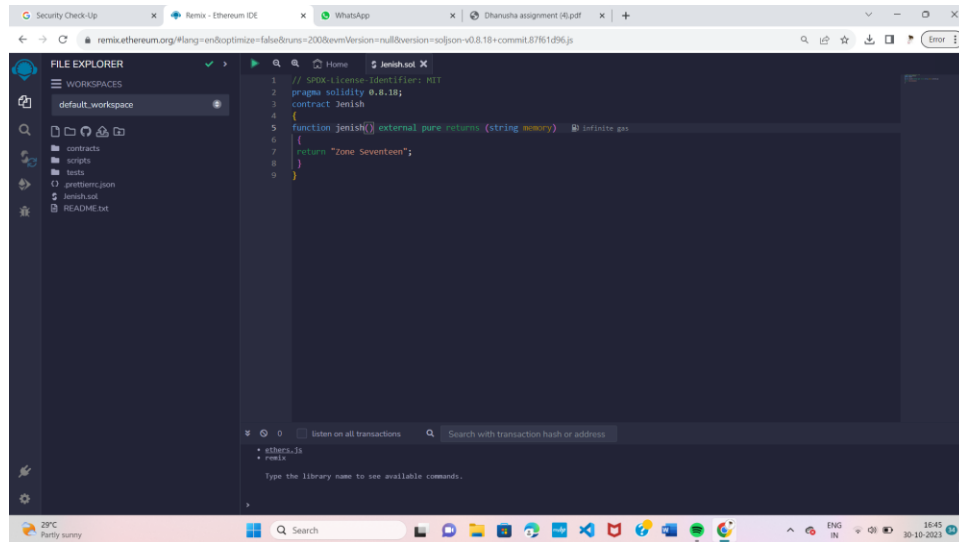 Security Check-Up
Remix - Ethereum IDE
WhatsApp
Dhanusha assignment (4).pdf
remix.ethereum.org/#lang=en&optimize=false&runs=200&evmVersion=null&version=soljson-v0.8.18+commit.87f61d96.js
Error
FILE EXPLORER
Home
Jenish.sol
WORKSPACES
default_workspace
contracts
scripts
tests
.prettierrc.json
Jenish.sol
README.txt
1 // SPDX-License-Identifier: MIT
2 pragma solidity 0.8.18;
3 contract Jenish
4 {
5 function jenish() external pure returns (string memory) infinite gas
6 {
7 return "Zone Seventeen";
8 }
9 }
0 listen on all transactions Search with transaction hash or address
ethers.js
remix
Type the library name to see available commands.
>
29°C
Partly sunny
Search
ENG
IN
16:45
30-10-2023